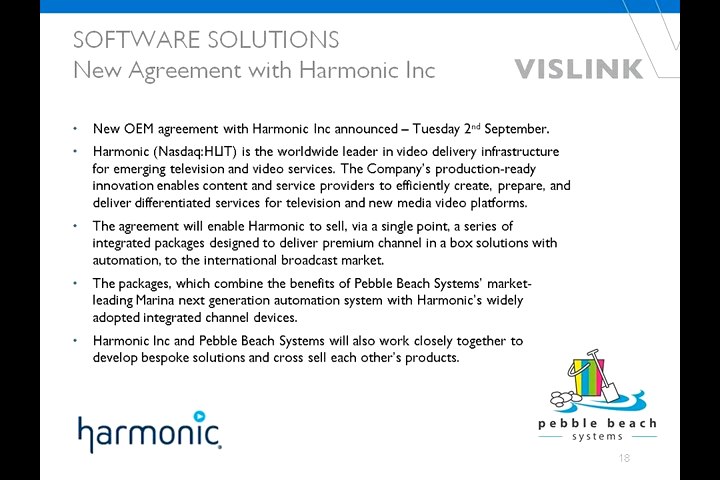 SOFTWARE SOLUTIONS
New Agreement with Harmonic Inc
VISLINK
• New OEM agreement with Harmonic Inc announced – Tuesday 2nd September.
• Harmonic (Nasdaq:HLIT) is the worldwide leader in video delivery infrastructure
for emerging television and video services. The Company's production-ready
innovation enables content and service providers to efficiently create, prepare, and
deliver differentiated services for television and new media video platforms.
• The agreement will enable Harmonic to sell, via a single point, a series of
integrated packages designed to deliver premium channel in a box solutions with
automation, to the international broadcast market.
• The packages, which combine the benefits of Pebble Beach Systems' market-
leading Marina next generation automation system with Harmonic's widely
adopted integrated channel devices.
• Harmonic Inc and Pebble Beach Systems will also work closely together to
develop bespoke solutions and cross sell each other's products.
harmonic
pebble beach
systems
18